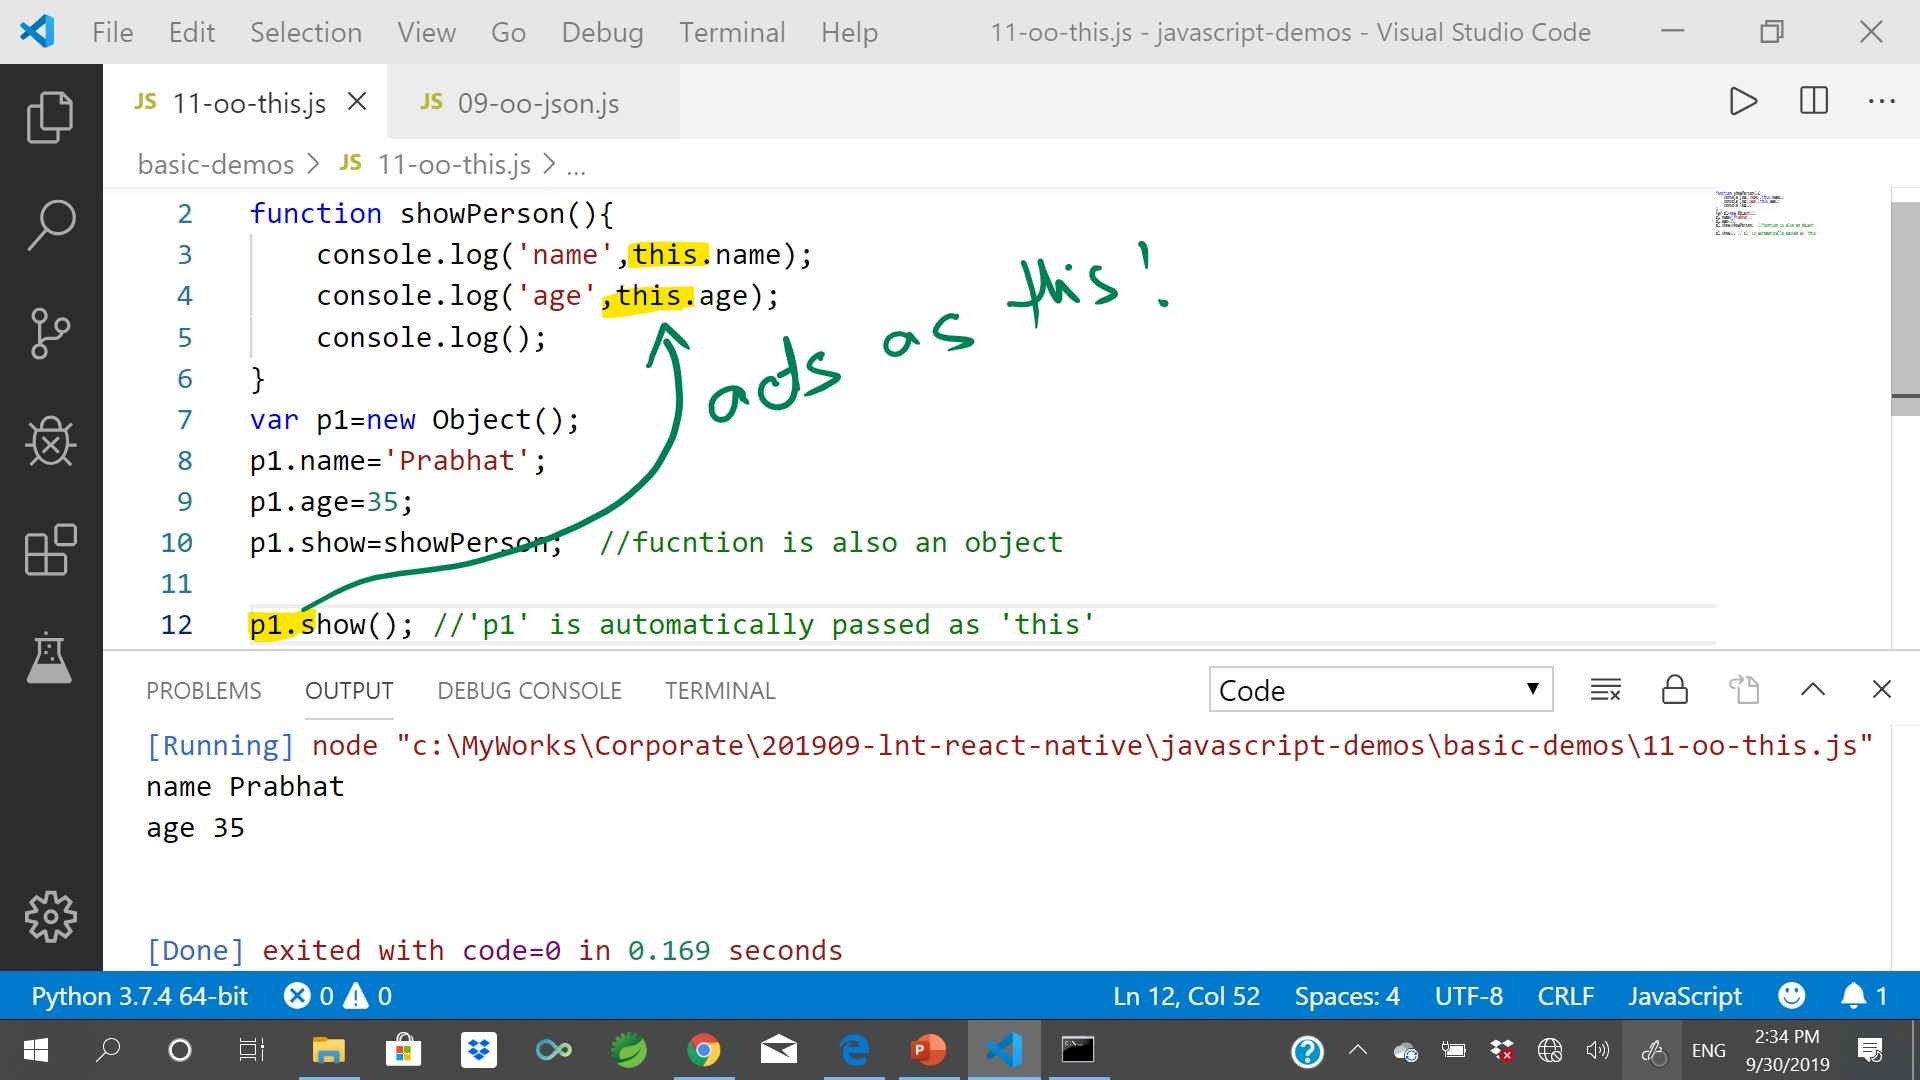 File Edit Selection View Go Debug Terminal Help 11-oo-this.js - javascript-demos - Visual Studio Code
JS 11-oo-this.js JS 09-oo-json.js
basic-demos > JS 11-oo-this.js > ...
2 function showPerson(){
3 console.log('name',this.name);
4 console.log('age',this.age);
5 console.log();
6 }
7 var p1=new Object();
8 p1.name='Prabhat';
9 p1.age=35;
10 p1.show=showPerson; //fucntion is also an object
11
12 p1.show(); //'p1' is automatically passed as 'this'
acts as this!
PROBLEMS OUTPUT DEBUG CONSOLE TERMINAL Code
[Running] node "c:\MyWorks\Corporate\201909-lnt-react-native\javascript-demos\basic-demos\11-oo-this.js"
name Prabhat
age 35
[Done] exited with code=0 in 0.169 seconds
Python 3.7.4 64-bit 0 0 Ln 12, Col 52 Spaces: 4 UTF-8 CRLF JavaScript 1
ENG 2:34 PM
9/30/2019